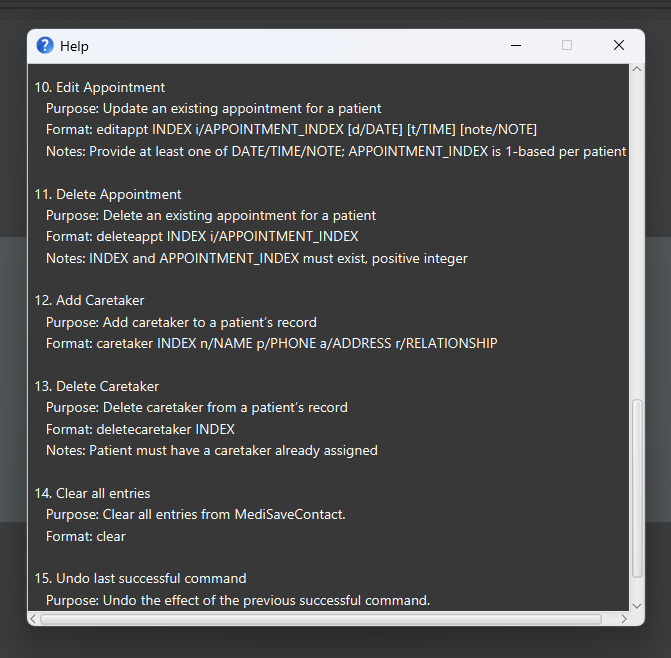 Help
10. Edit Appointment
Purpose: Update an existing appointment for a patient
Format: editappt INDEX i/APPOINTMENT_INDEX [d/DATE] [t/TIME] [note/NOTE]
Notes: Provide at least one of DATE/TIME/NOTE; APPOINTMENT_INDEX is 1-based per patient
11. Delete Appointment
Purpose: Delete an existing appointment for a patient
Format: deleteappt INDEX i/APPOINTMENT_INDEX
Notes: INDEX and APPOINTMENT_INDEX must exist, positive integer
12. Add Caretaker
Purpose: Add caretaker to a patient’s record
Format: caretaker INDEX n/NAME p/PHONE a/ADDRESS r/RELATIONSHIP
13. Delete Caretaker
Purpose: Delete caretaker from a patient’s record
Format: deletecaretaker INDEX
Notes: Patient must have a caretaker already assigned
14. Clear all entries
Purpose: Clear all entries from MediSaveContact.
Format: clear
15. Undo last successful command
Purpose: Undo the effect of the previous successful command.